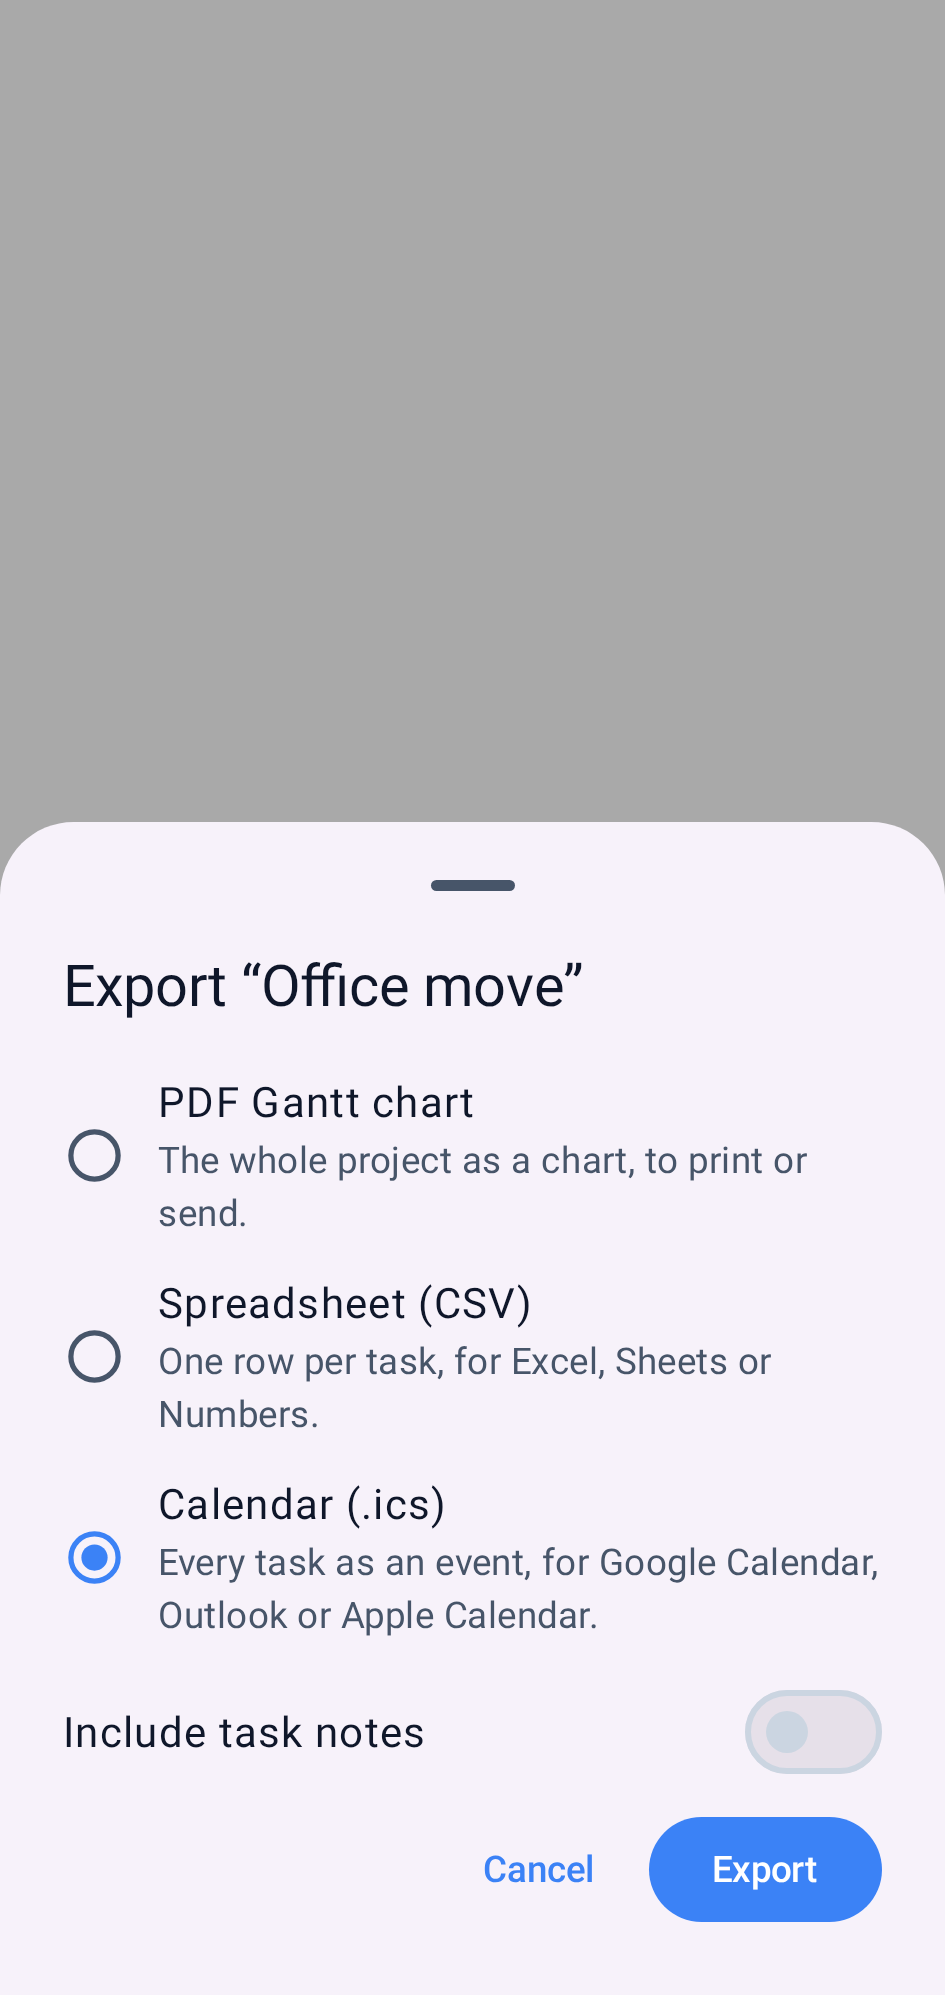 Export “Office move”
PDF Gantt chart
The whole project as a chart, to print or
send.
Spreadsheet (CSV)
One row per task, for Excel, Sheets or
Numbers.
Calendar (.ics)
Every task as an event, for Google Calendar,
Outlook or Apple Calendar.
Include task notes
Cancel
Export